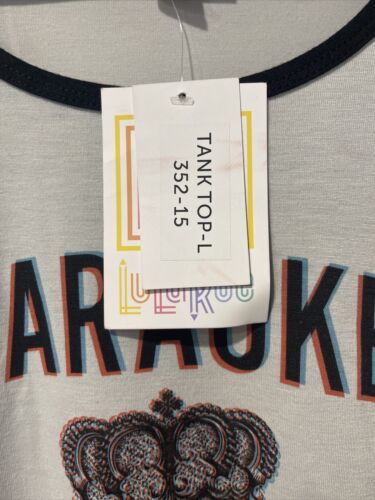 TANK TOP-L
352-15
LuLaRoe
ARAOKE